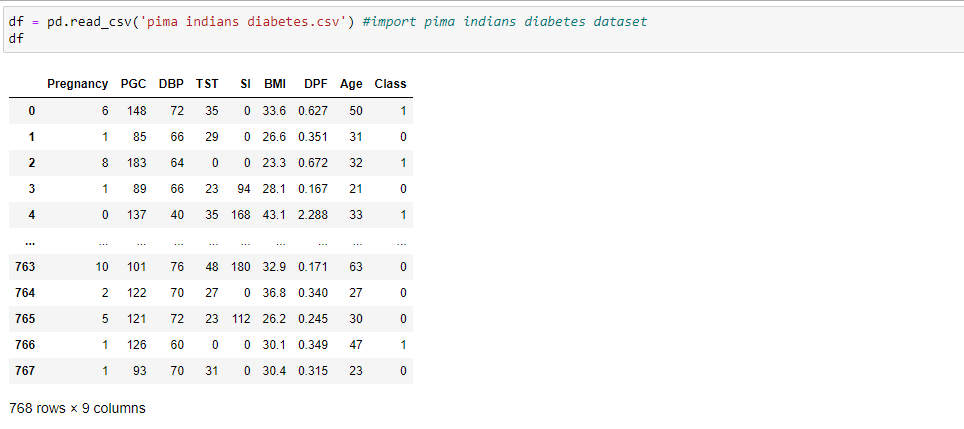 df = pd.read_csv('pima indians diabetes.csv') #import pima indians diabetes dataset
df
Pregnancy PGC DBP TST SI BMI DPF Age Class
0 6 148 72 35 0 33.6 0.627 50 1
1 1 85 66 29 0 26.6 0.351 31 0
2 8 183 64 0 0 23.3 0.672 32 1
3 1 89 66 23 94 28.1 0.167 21 0
4 0 137 40 35 168 43.1 2.288 33 1
... ... ... ... ... ... ... ... ... ...
763 10 101 76 48 180 32.9 0.171 63 0
764 2 122 70 27 0 36.8 0.340 27 0
765 5 121 72 23 112 26.2 0.245 30 0
766 1 126 60 0 0 30.1 0.349 47 1
767 1 93 70 31 0 30.4 0.315 23 0
768 rows × 9 columns